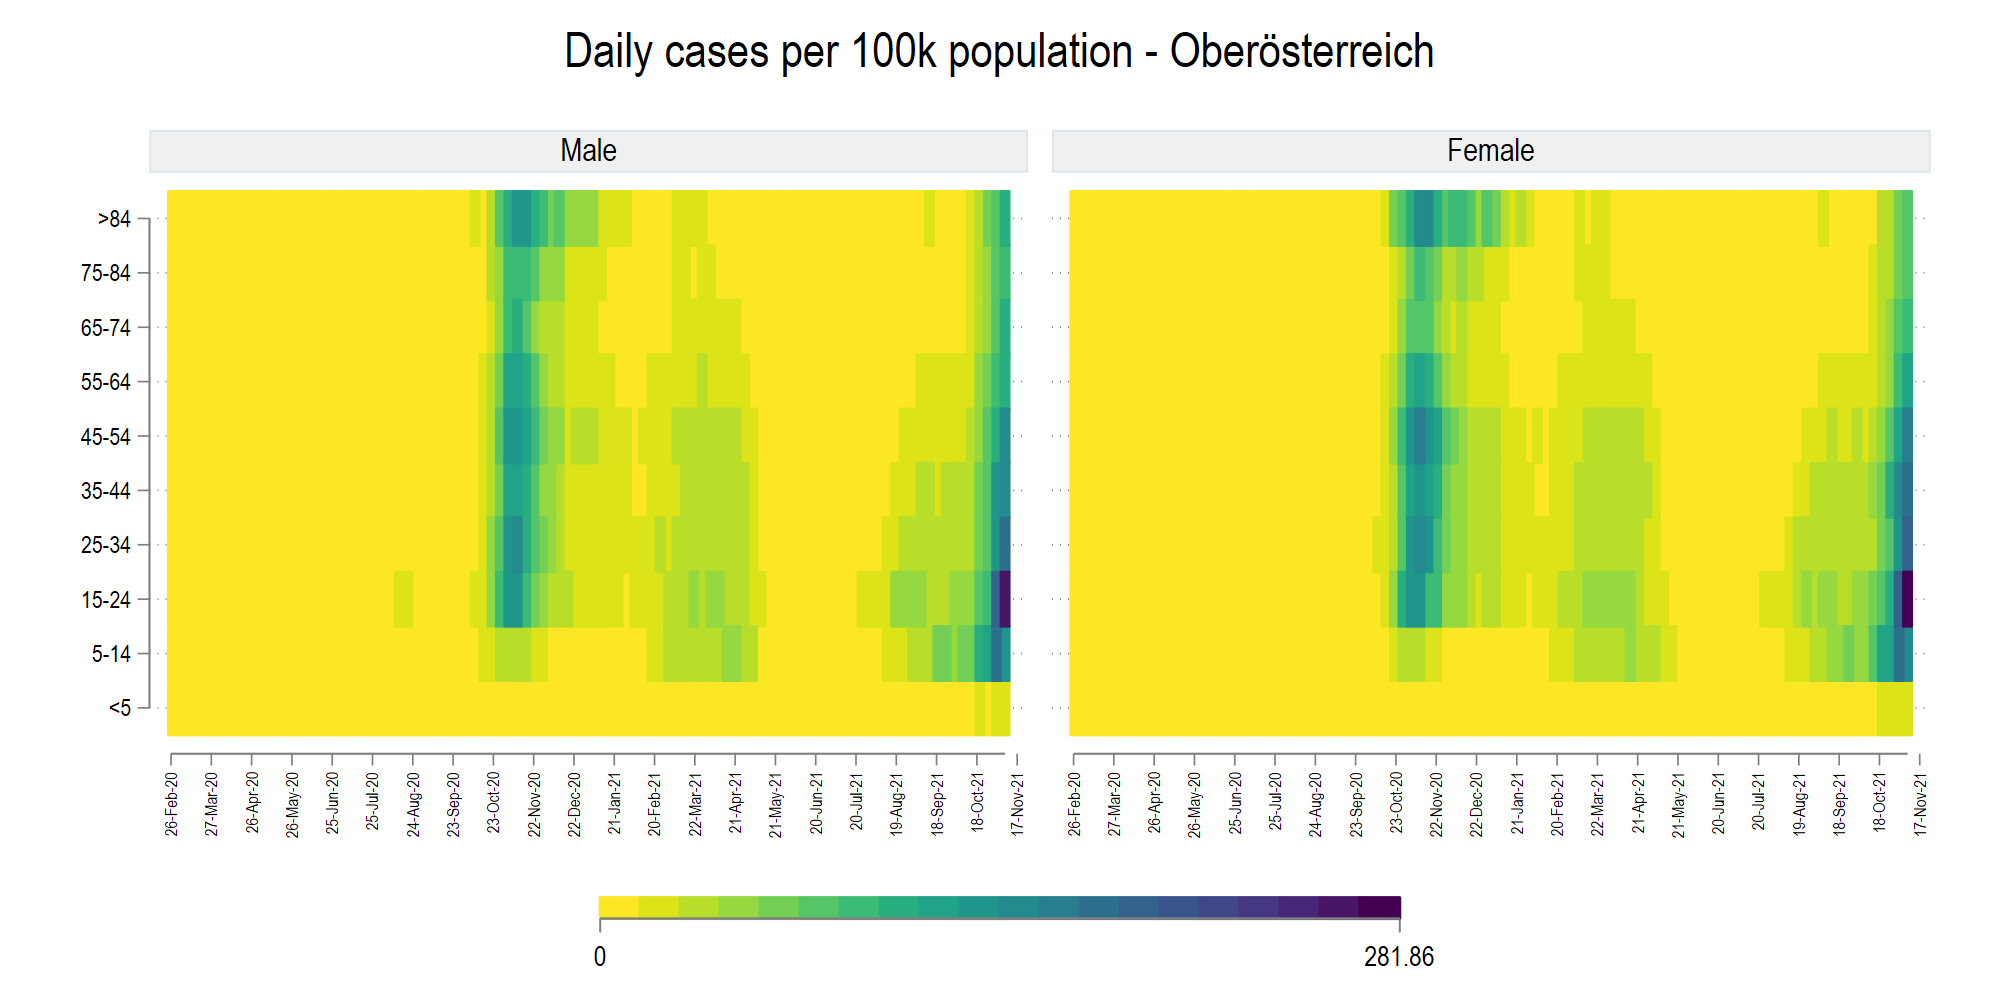 Daily cases per 100k population - Oberösterreich
Male
Female
>84
75-84
65-74
55-64
45-54
35-44
25-34
15-24
5-14
<5
26-Feb-20
27-Mar-20
26-Apr-20
26-May-20
25-Jun-20
25-Jul-20
24-Aug-20
23-Sep-20
23-Oct-20
22-Nov-20
22-Dec-20
21-Jan-21
20-Feb-21
22-Mar-21
21-Apr-21
21-May-21
20-Jun-21
20-Jul-21
19-Aug-21
18-Sep-21
18-Oct-21
17-Nov-21
26-Feb-20
27-Mar-20
26-Apr-20
26-May-20
25-Jun-20
25-Jul-20
24-Aug-20
23-Sep-20
23-Oct-20
22-Nov-20
22-Dec-20
21-Jan-21
20-Feb-21
22-Mar-21
21-Apr-21
21-May-21
20-Jun-21
20-Jul-21
19-Aug-21
18-Sep-21
18-Oct-21
17-Nov-21
0
281.86